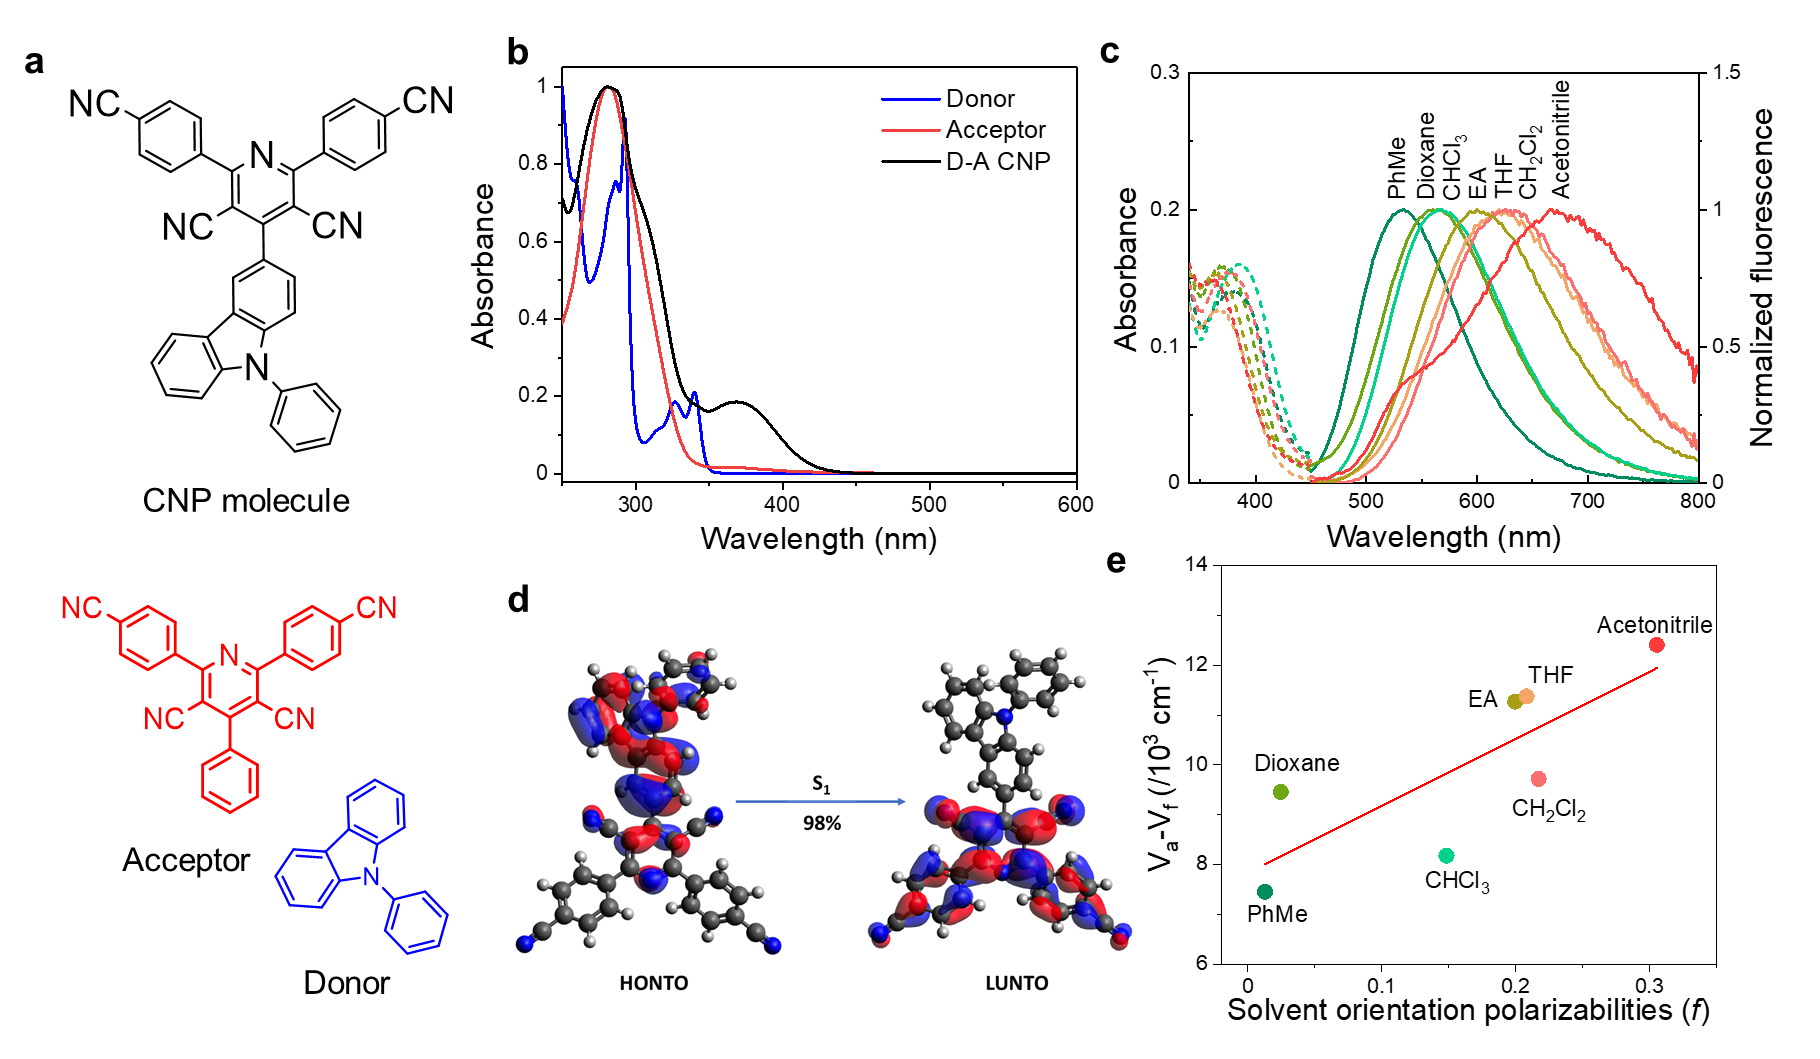 a
NC
CN
N
NC
CN
N
CNP molecule
NC
CN
N
NC
CN
Acceptor
N
Donor
b
Donor
Acceptor
D-A CNP
1
0.8
0.6
0.4
0.2
0
Absorbance
300
400
500
600
Wavelength (nm)
c
PhMe
Dioxane
CHCl3
EA
THF
CH2Cl2
Acetonitrile
0.3
0.2
0.1
0
Absorbance
1.5
1
0.5
0
Normalized fluorescence
400
500
600
700
800
Wavelength (nm)
d
S1
98%
HONTO
LUNTO
e
14
12
10
8
6
Va-Vf (/10³ cm⁻¹)
Acetonitrile
THF
EA
Dioxane
CH2Cl2
CHCl3
PhMe
0
0.1
0.2
0.3
Solvent orientation polarizabilities (f)